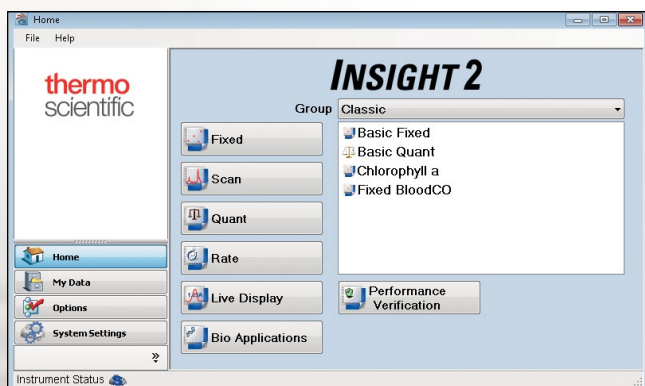 Home
File Help
thermo
scientific
INSIGHT 2
Group Classic
Fixed
Scan
Quant
Rate
Live Display
Bio Applications
Basic Fixed
Basic Quant
Chlorophyll a
Fixed BloodCO
Performance
Verification
Home
My Data
Options
System Settings
Instrument Status